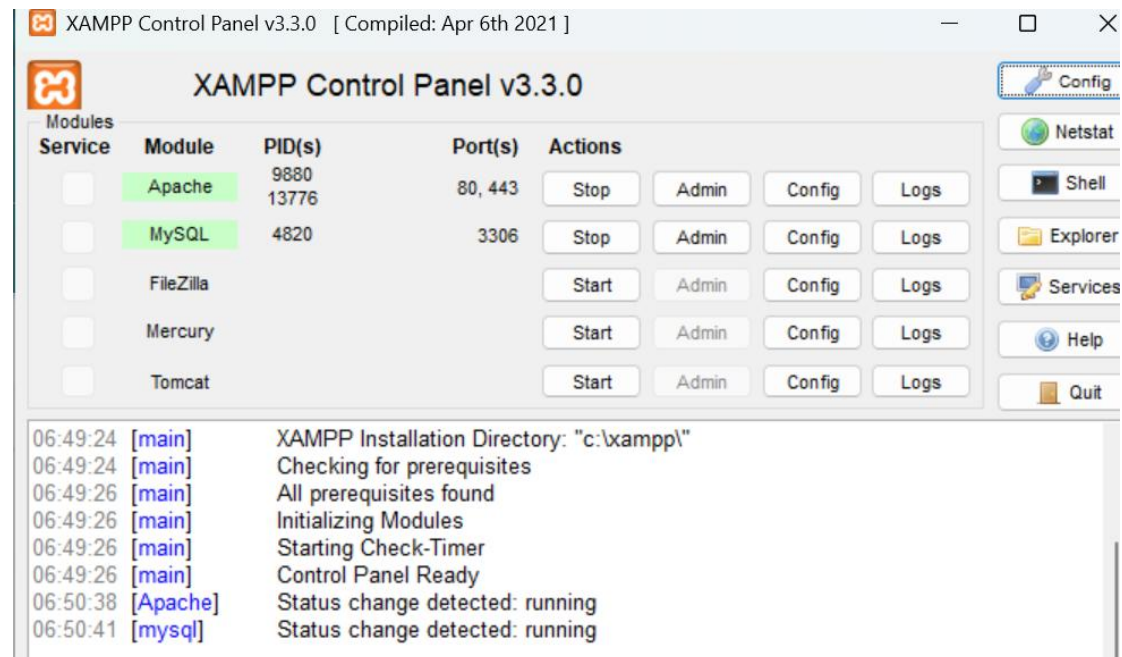 XAMPP Control Panel v3.3.0 [ Compiled: Apr 6th 2021 ]
XAMPP Control Panel v3.3.0
Config
Netstat
Shell
Explorer
Services
Help
Quit
Modules
Service Module PID(s) Port(s) Actions
Apache 9880 13776 80, 443 Stop Admin Config Logs
MySQL 4820 3306 Stop Admin Config Logs
FileZilla Start Admin Config Logs
Mercury Start Admin Config Logs
Tomcat Start Admin Config Logs
06:49:24 [main] XAMPP Installation Directory: "c:\xampp\"
06:49:24 [main] Checking for prerequisites
06:49:26 [main] All prerequisites found
06:49:26 [main] Initializing Modules
06:49:26 [main] Starting Check-Timer
06:49:26 [main] Control Panel Ready
06:50:38 [Apache] Status change detected: running
06:50:41 [mysql] Status change detected: running